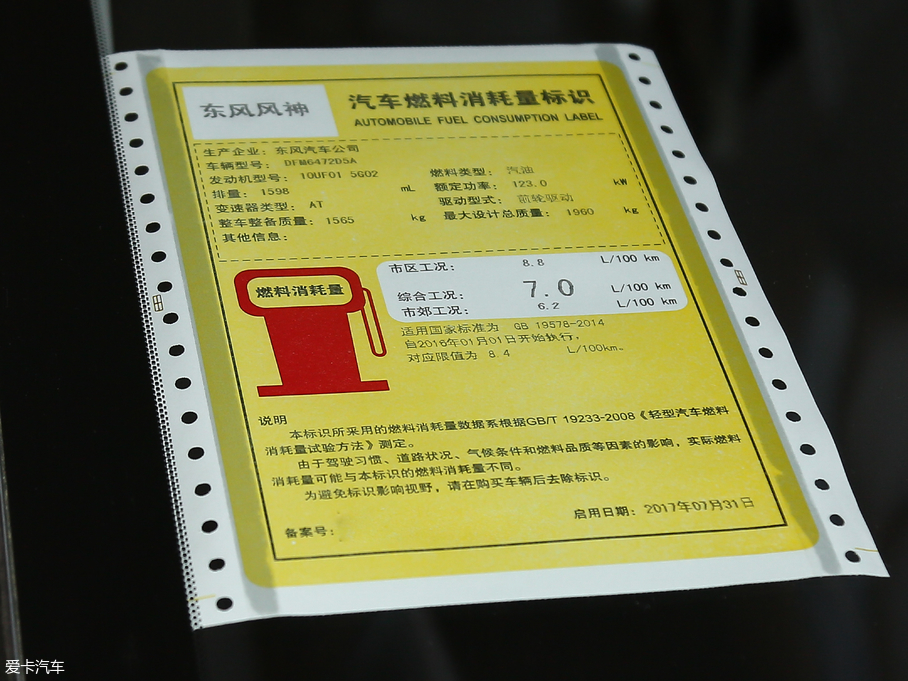 东风风神
汽车燃料消耗量标识
AUTOMOBILE FUEL CONSUMPTION LABEL
生产企业: 东风汽车公司
车辆型号: DFM6472D5A
发动机型号: 10UF01 5G02 燃料类型: 汽油
排量: 1598 mL 额定功率: 123.0 kW
变速器类型: AT 驱动型式: 前轮驱动
整车整备质量: 1565 kg 最大设计总质量: 1960 kg
其他信息:
燃料消耗量
市区工况: 8.8 L/100 km
综合工况: 7.0 L/100 km
市郊工况: 6.2 L/100 km
适用国家标准为 GB 19578-2014
自2016年01月01日开始执行,
对应限值为 8.4 L/100km。
说明
本标识所采用的燃料消耗量数据系根据GB/T 19233-2008《轻型汽车燃料
消耗量试验方法》测定。
由于驾驶习惯、道路状况、气候条件和燃料品质等因素的影响,实际燃料
消耗量可能与本标识的燃料消耗量不同。
为避免标识影响视野,请在购买车辆后去除标识。
备案号:
启用日期: 2017年07月31日
爱卡汽车